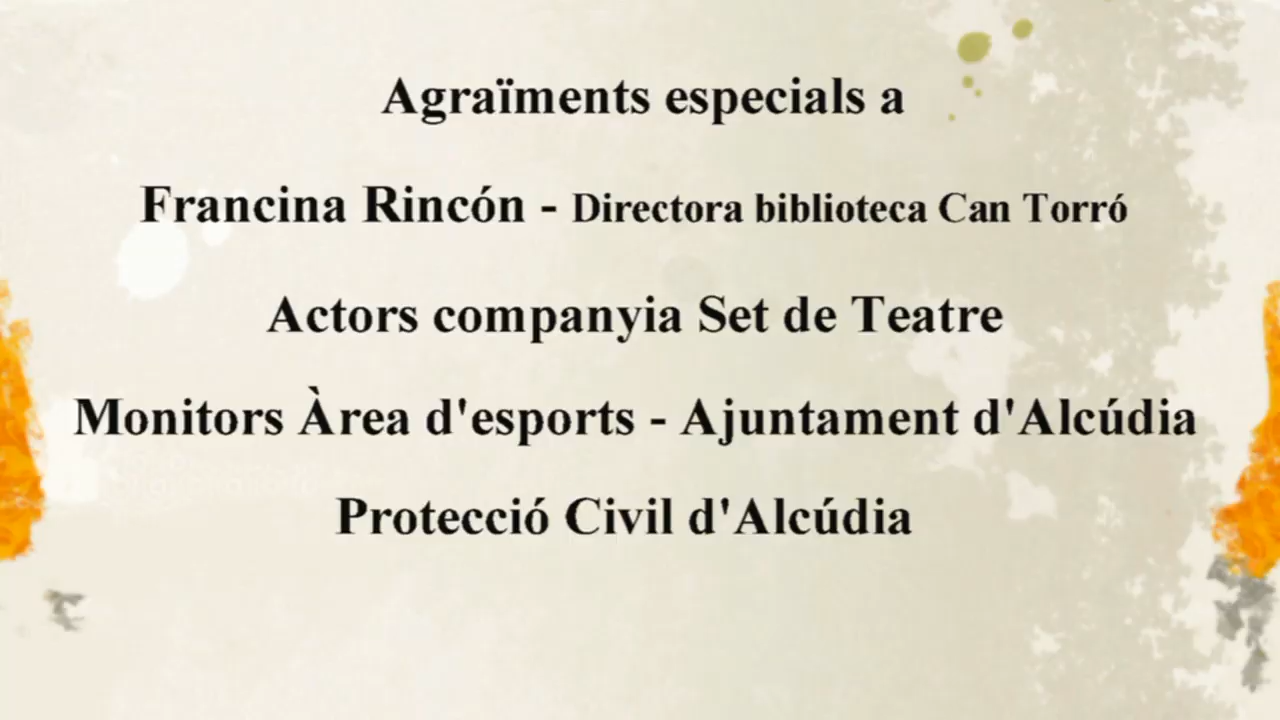 Agraïments especials a
Francina Rincón - Directora biblioteca Can Torró
Actors companyia Set de Teatre
Monitors Àrea d'esports - Ajuntament d'Alcúdia
Protecció Civil d'Alcúdia